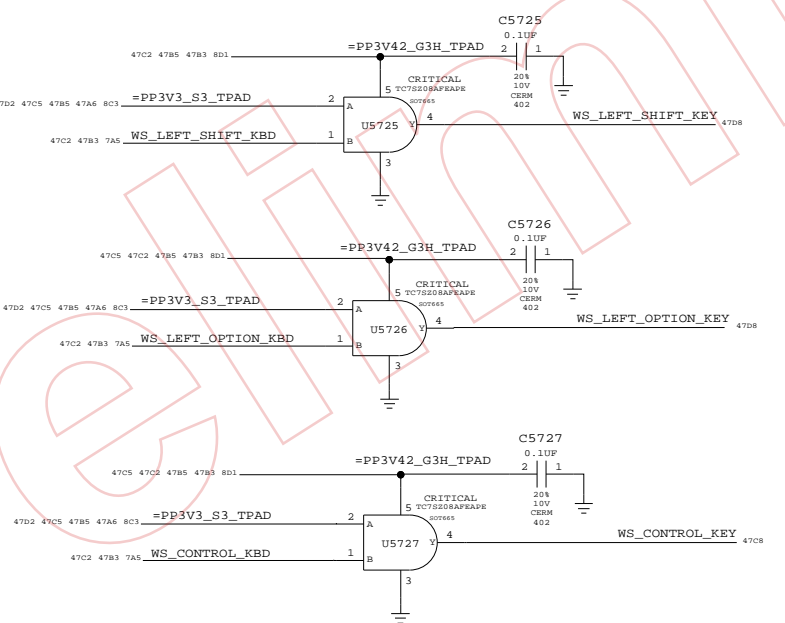 C5725
0.1UF
=PP3V42_G3H_TPAD 2 1
47C2 47B5 47B3 8D1
20%
10V
CERM
402
CRITICAL
5 TC7SZ08AFEAPE
SOT665
7D2 47C5 47B5 47A6 8C3 =PP3V3_S3_TPAD 2 A
U5725 Y 4 WS_LEFT_SHIFT_KEY 47D8
47C2 47B3 7A5 WS_LEFT_SHIFT_KBD 1 B
3
C5726
0.1UF
=PP3V42_G3H_TPAD 2 1
47C5 47C2 47B5 47B3 8D1
20%
10V
CERM
402
CRITICAL
5 TC7SZ08AFEAPE
SOT665
47D2 47C5 47B5 47A6 8C3 =PP3V3_S3_TPAD 2 A
U5726 Y 4 WS_LEFT_OPTION_KEY 47D8
47C2 47B3 7A5 WS_LEFT_OPTION_KBD 1 B
3
C5727
0.1UF
=PP3V42_G3H_TPAD 2 1
47C5 47C2 47B5 47B3 8D1
20%
10V
CERM
402
CRITICAL
5 TC7SZ08AFEAPE
SOT665
47D2 47C5 47B5 47A6 8C3 =PP3V3_S3_TPAD 2 A
U5727 Y 4 WS_CONTROL_KEY 47C8
47C2 47B3 7A5 WS_CONTROL_KBD 1 B
3